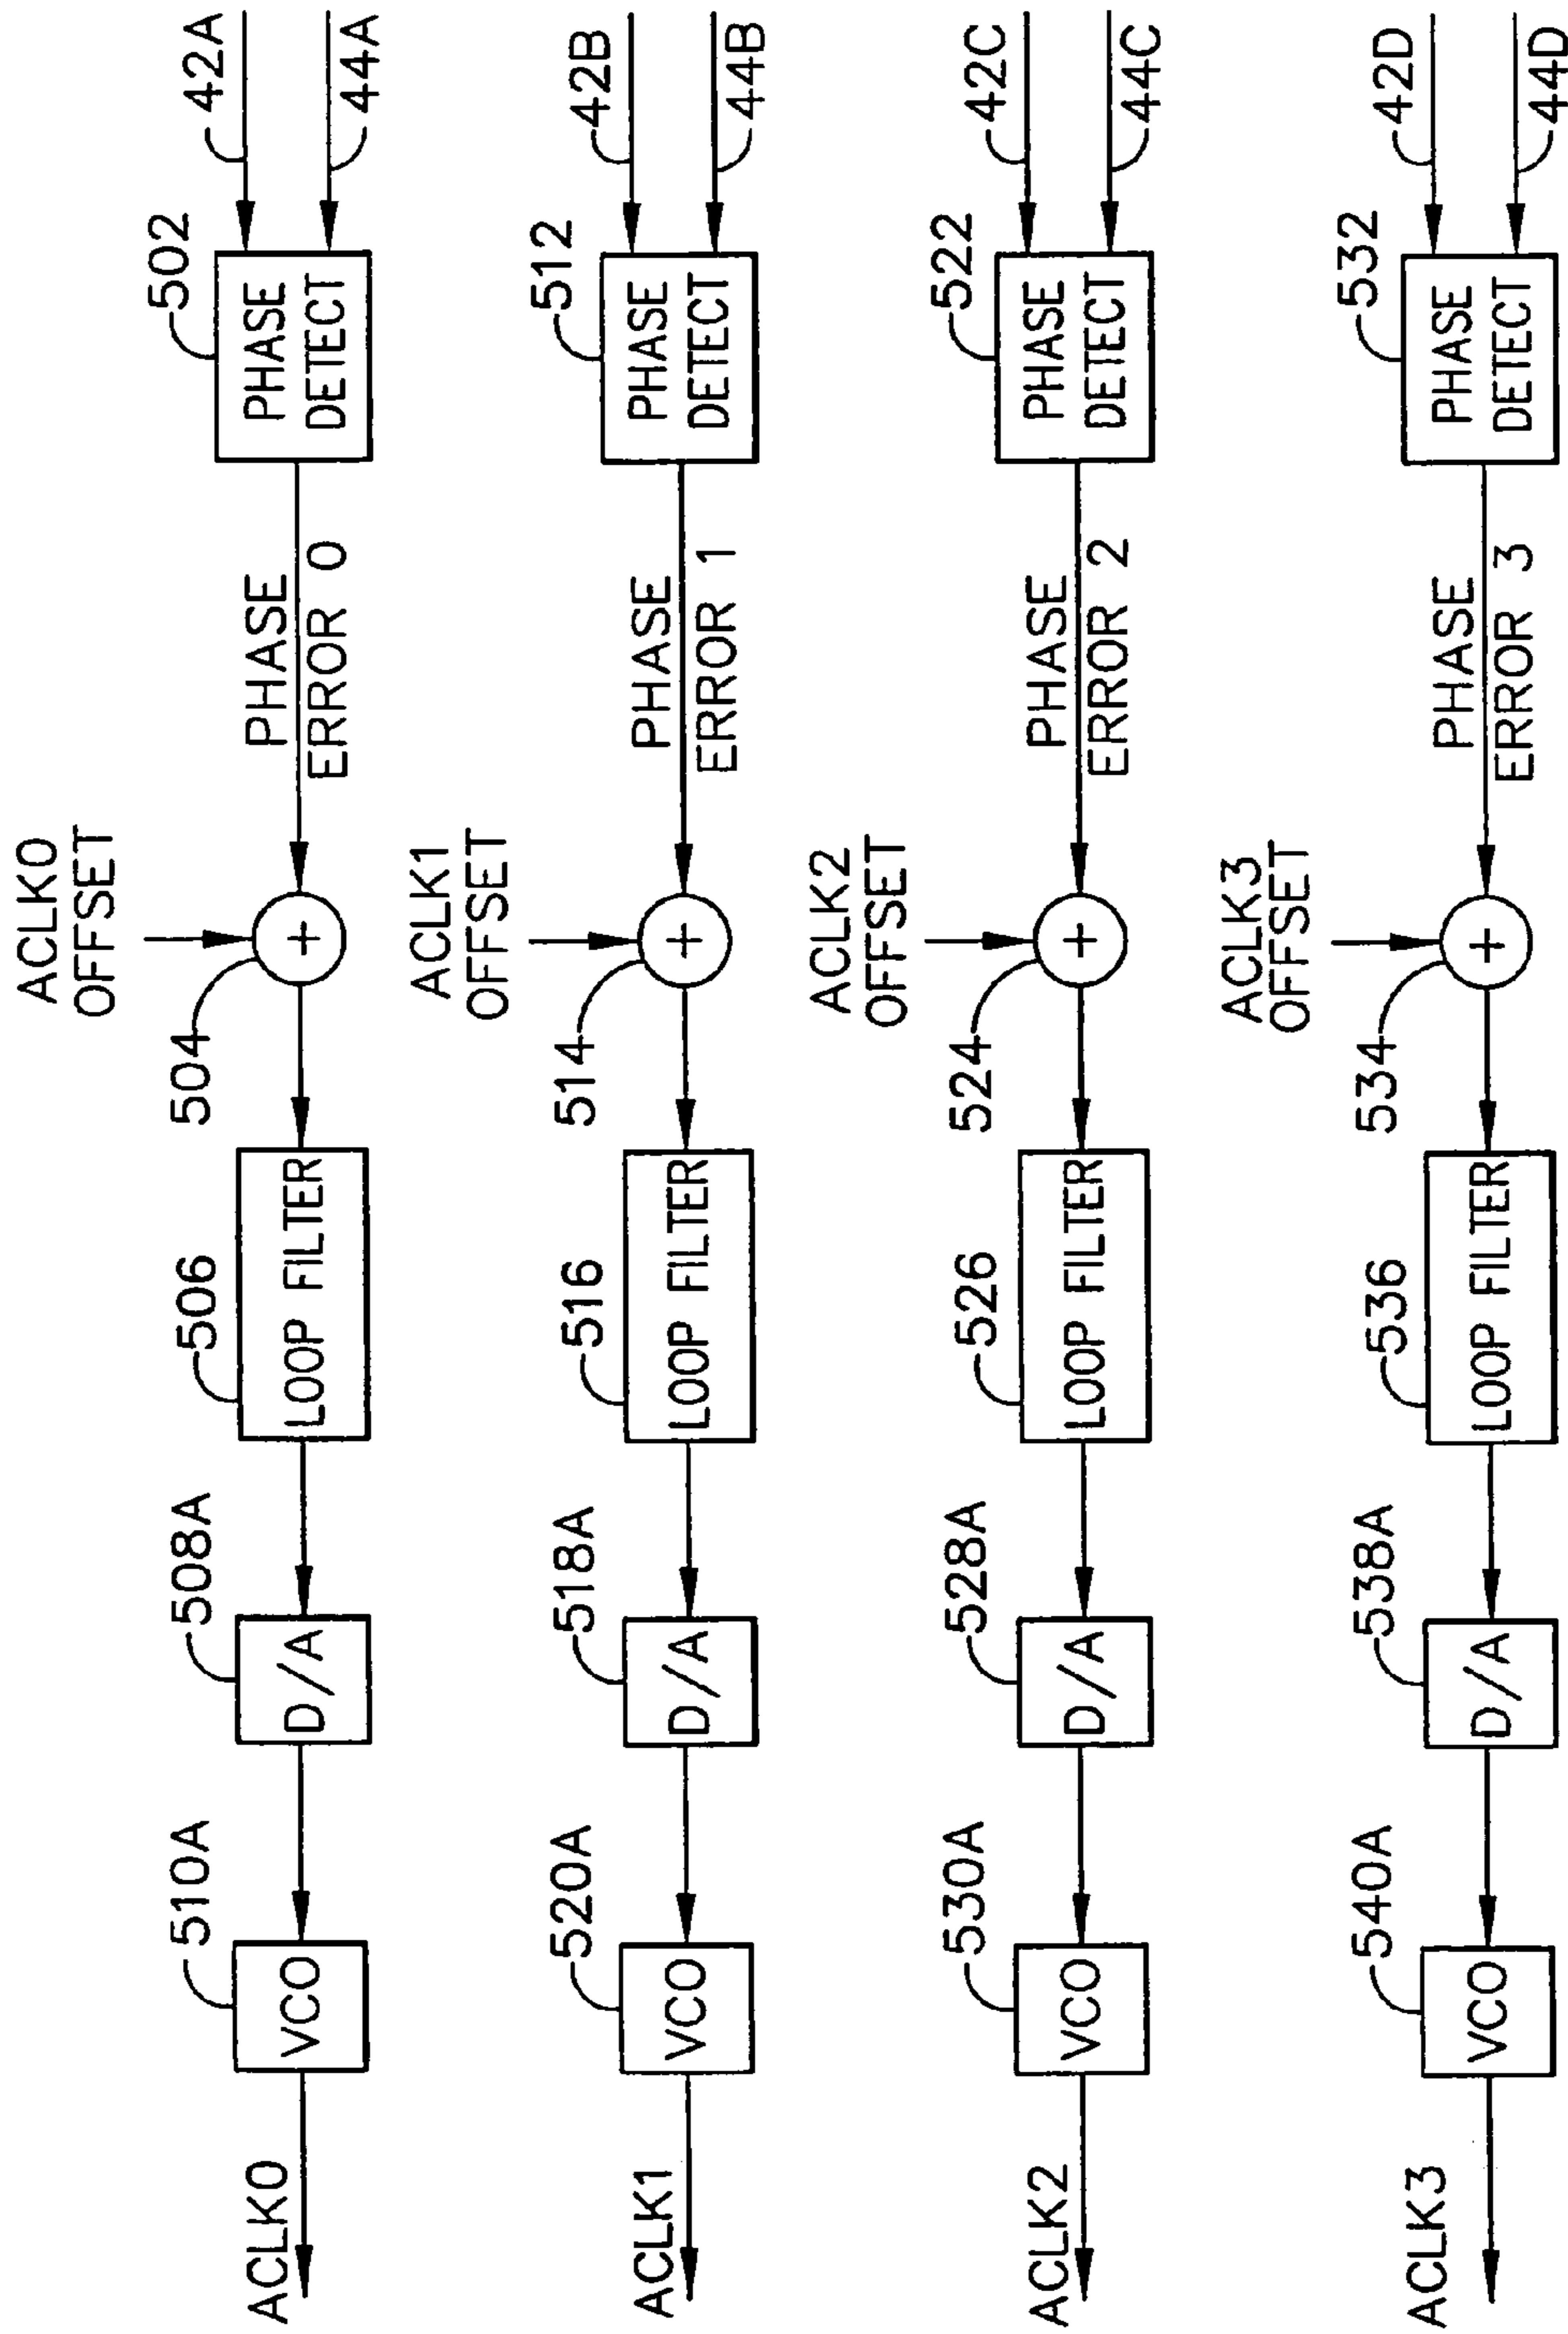 ACLK0
OFFSET
510A
508A
506
504
502
42A
ACLK0
VCO
D/A
LOOP FILTER
+
PHASE
ERROR 0
PHASE
DETECT
44A
ACLK1
OFFSET
520A
518A
516
514
512
42B
ACLK1
VCO
D/A
LOOP FILTER
+
PHASE
ERROR 1
PHASE
DETECT
44B
ACLK2
OFFSET
530A
528A
526
524
522
42C
ACLK2
VCO
D/A
LOOP FILTER
+
PHASE
ERROR 2
PHASE
DETECT
44C
ACLK3
OFFSET
540A
538A
536
534
532
42D
ACLK3
VCO
D/A
LOOP FILTER
+
PHASE
ERROR 3
PHASE
DETECT
44D